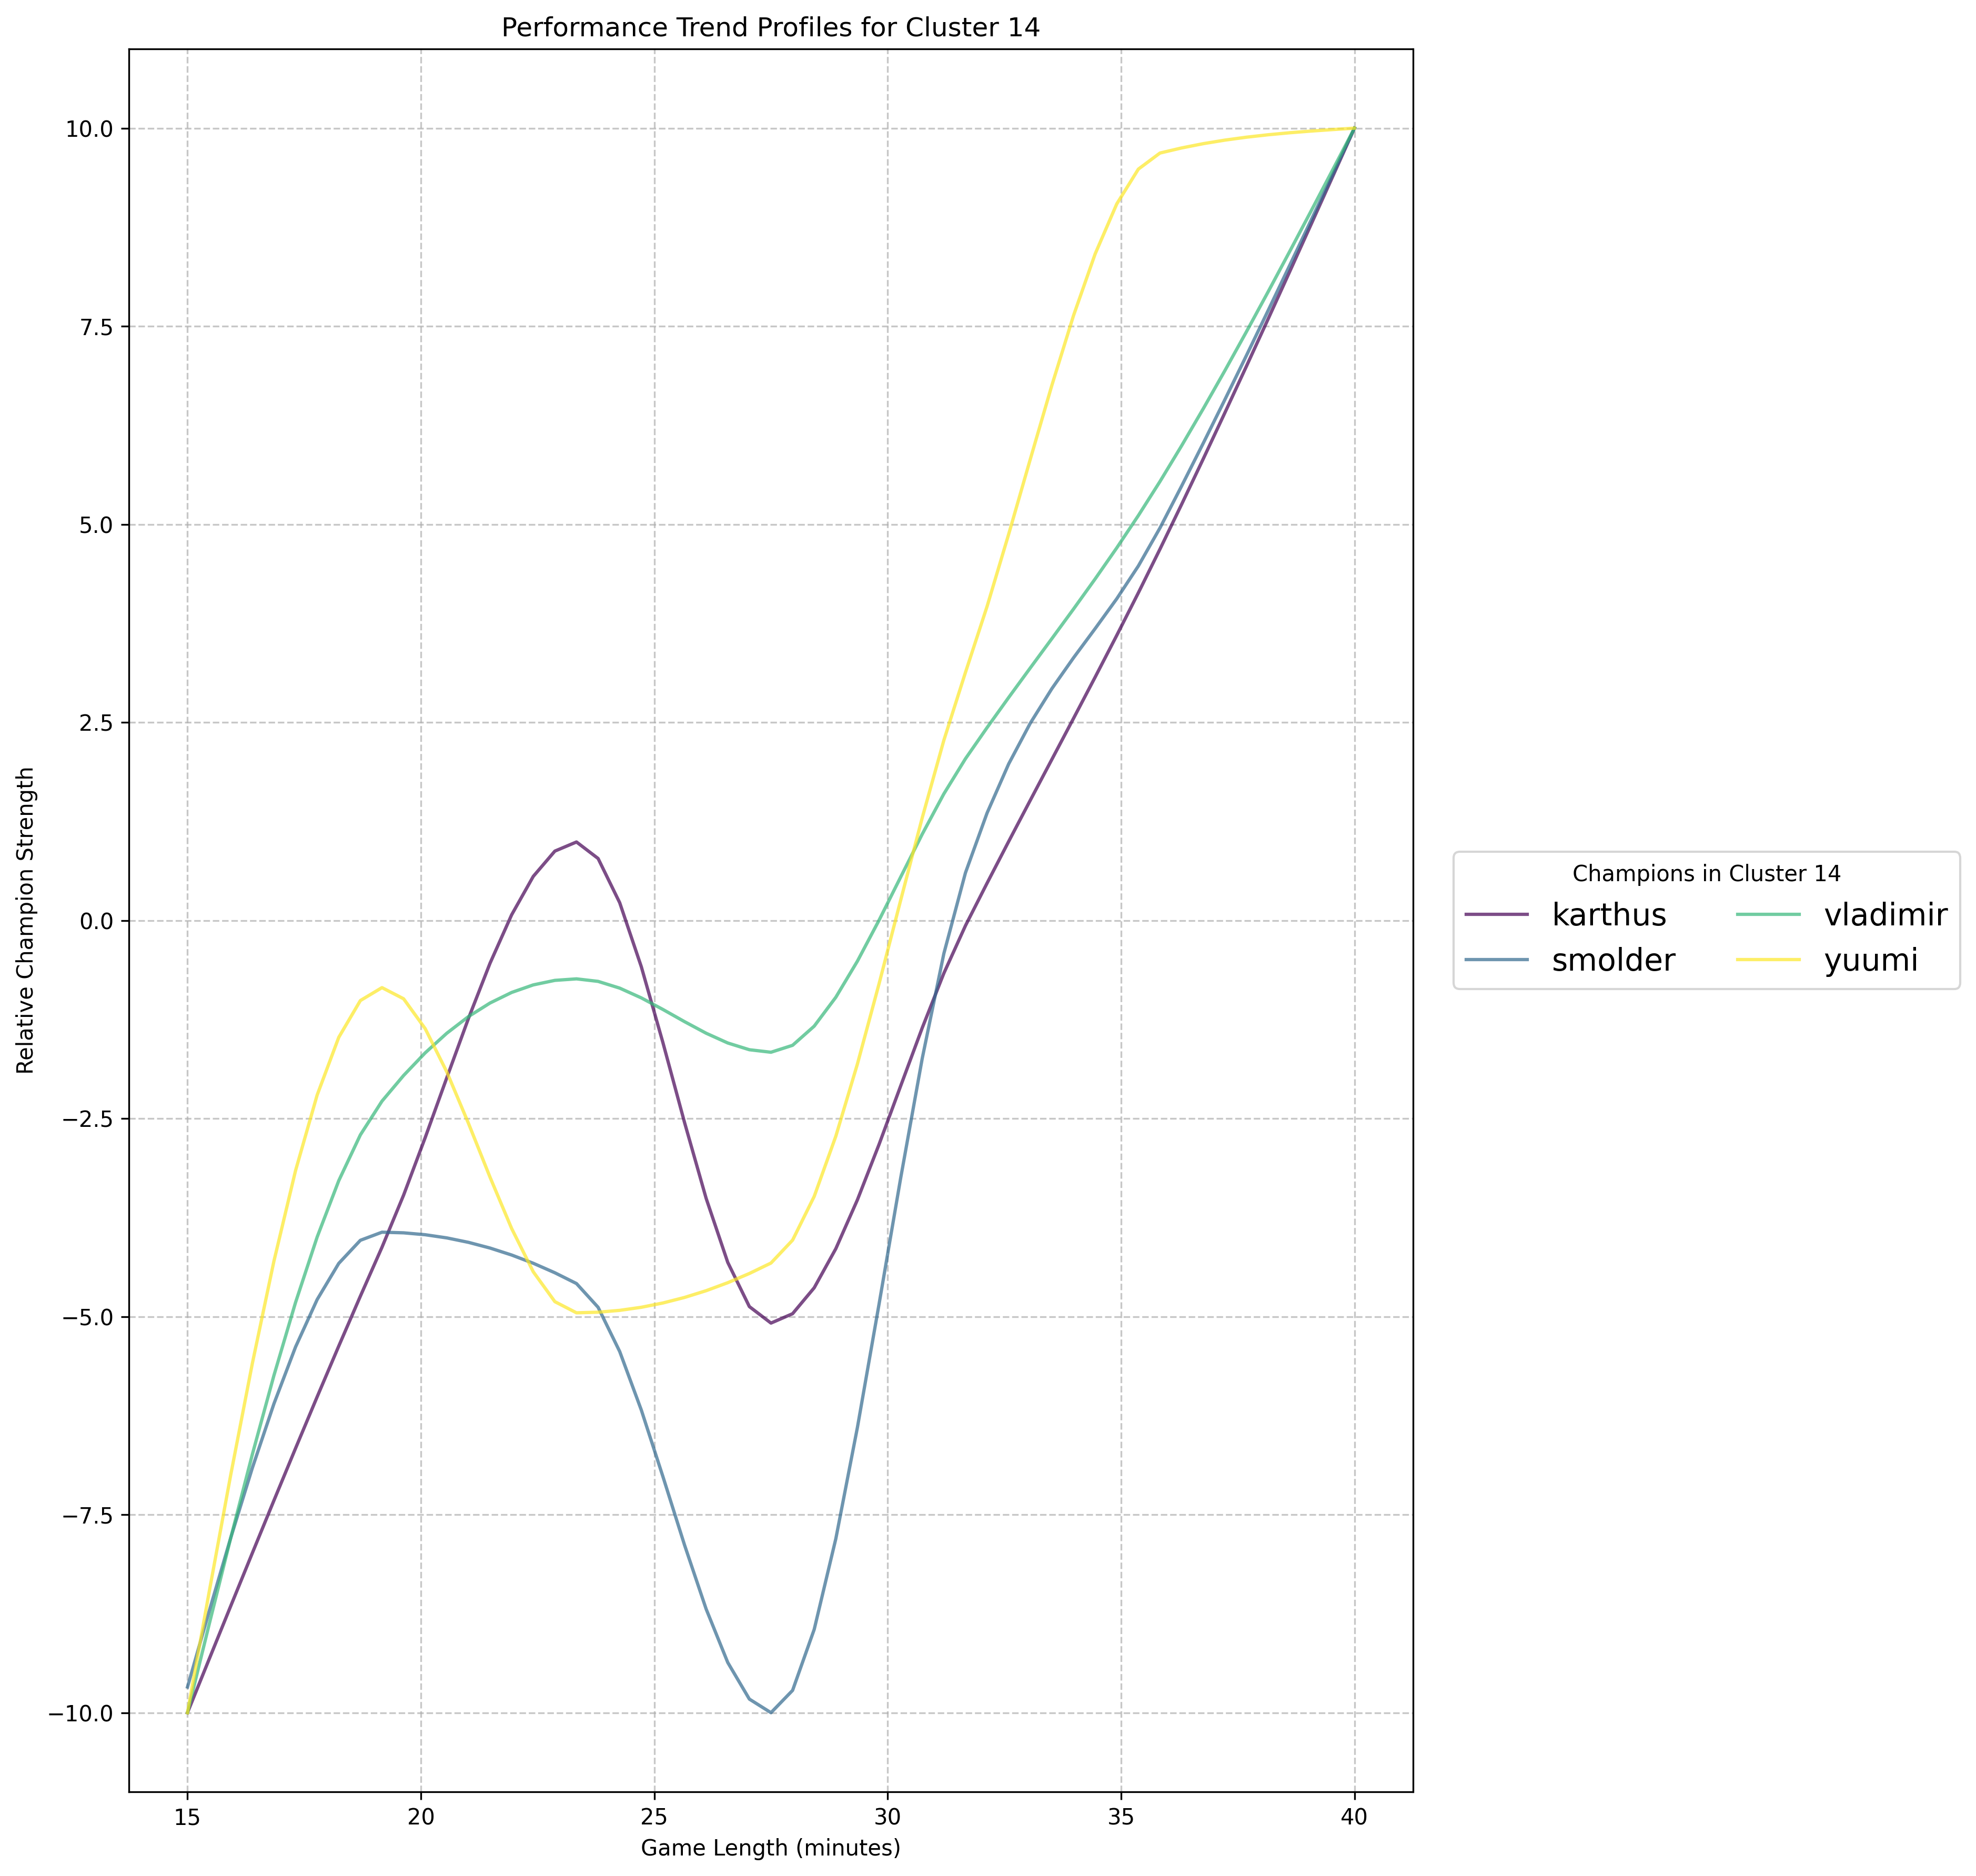 Performance Trend Profiles for Cluster 14
Relative Champion Strength
10.0
7.5
5.0
2.5
0.0
−2.5
−5.0
−7.5
−10.0
15 20 25 30 35 40
Game Length (minutes)
Champions in Cluster 14
karthus vladimir
smolder yuumi